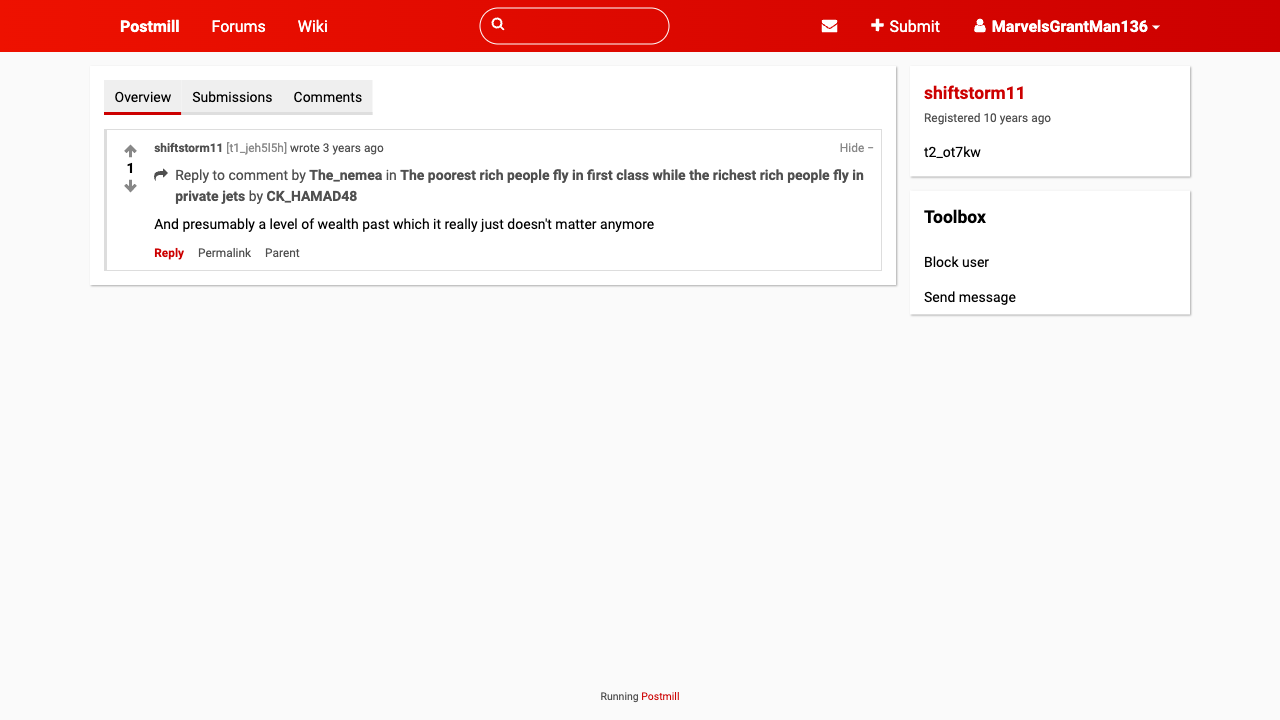 Postmill
Forums
Wiki
Submit
MarvelsGrantMan136
Overview
Submissions
Comments
shiftstorm11 [t1_jeh5l5h] wrote 3 years ago
Hide −
1
Reply to comment by The_nemea in The poorest rich people fly in first class while the richest rich people fly in
private jets by CK_HAMAD48
And presumably a level of wealth past which it really just doesn't matter anymore
Reply
Permalink
Parent
shiftstorm11
Registered 10 years ago
t2_ot7kw
Toolbox
Block user
Send message
Running Postmill